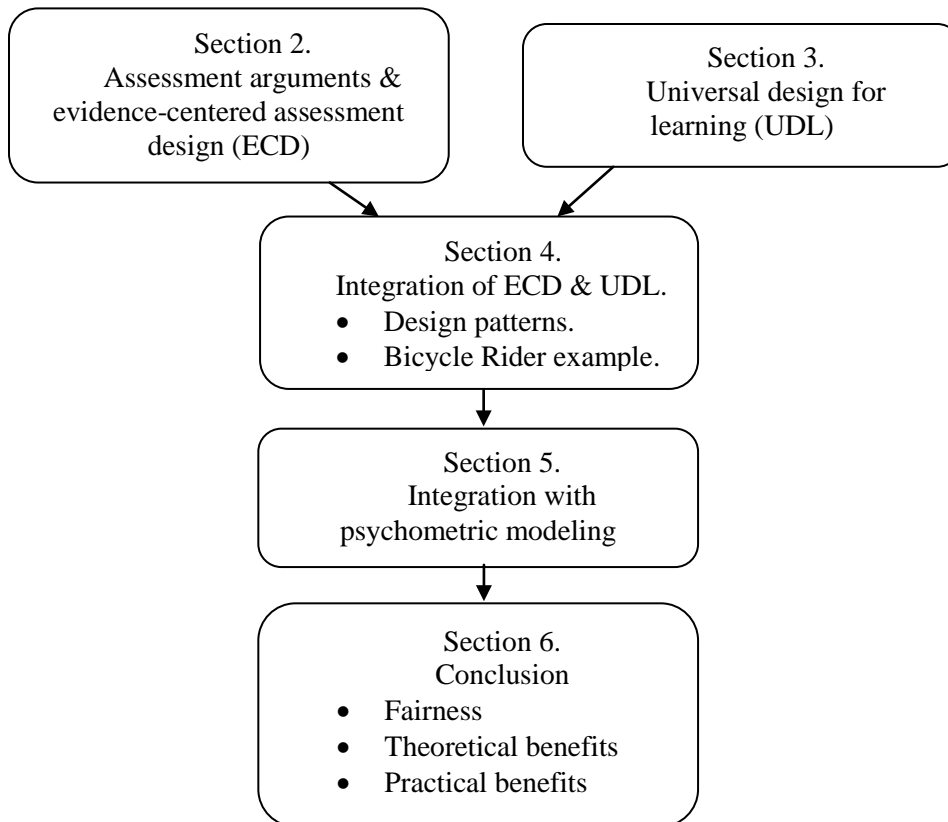 Section 2.
Assessment arguments &
evidence-centered assessment
design (ECD)
Section 3.
Universal design for
learning (UDL)
Section 4.
Integration of ECD & UDL.
• Design patterns.
• Bicycle Rider example.
Section 5.
Integration with
psychometric modeling
Section 6.
Conclusion
• Fairness
• Theoretical benefits
• Practical benefits